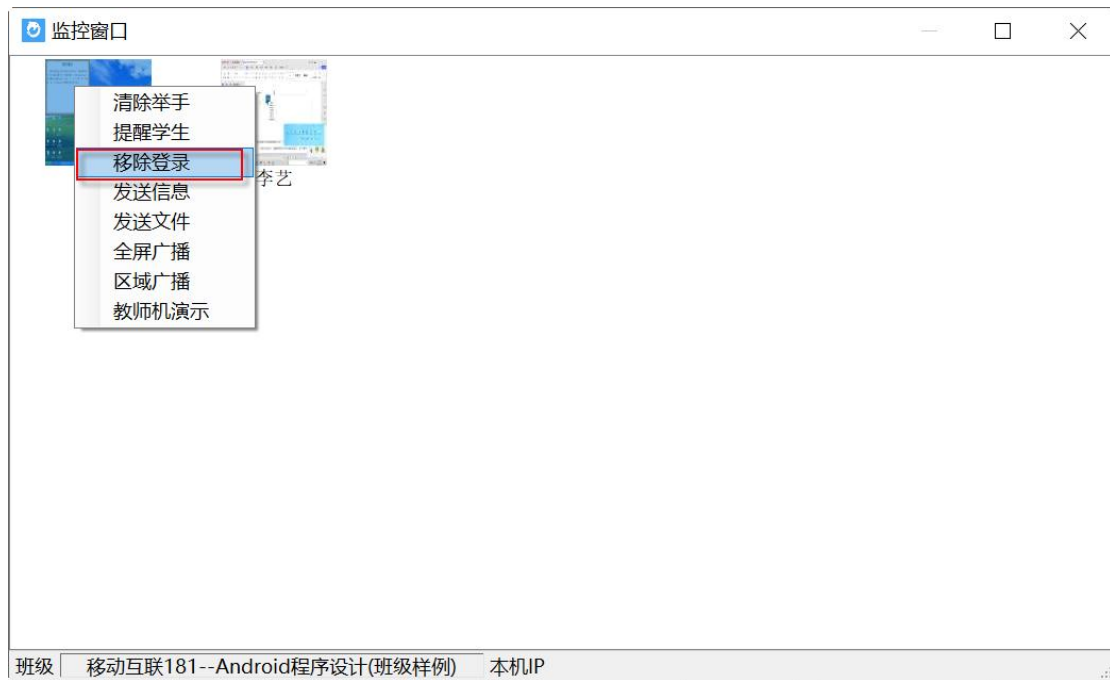 监控窗口
清除举手
提醒学生
移除登录
发送信息
发送文件
全屏广播
区域广播
教师机演示
李艺
班级 移动互联181--Android程序设计(班级样例) 本机IP